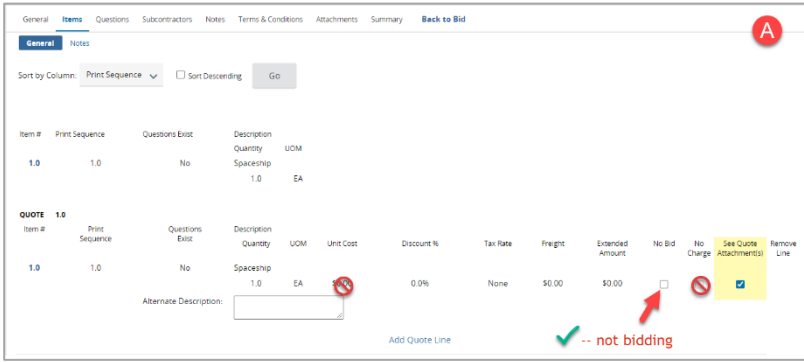 General Items Questions Subcontractors Notes Terms & Conditions Attachments Summary Back to Bid
A
General Notes
Sort by Column: Print Sequence Sort Descending Go
Item # Print Sequence Questions Exist Description
Quantity UOM
1.0 1.0 No Spaceship
1.0 EA
QUOTE 1.0
Item # Print Sequence Questions Exist Description
Quantity UOM Unit Cost Discount % Tax Rate Freight Extended Amount No Bid No Charge See Quote Attachment(s) Remove Line
1.0 1.0 No Spaceship
1.0 EA 0.0% None $0.00 $0.00
Alternate Description:
Add Quote Line
-- not bidding